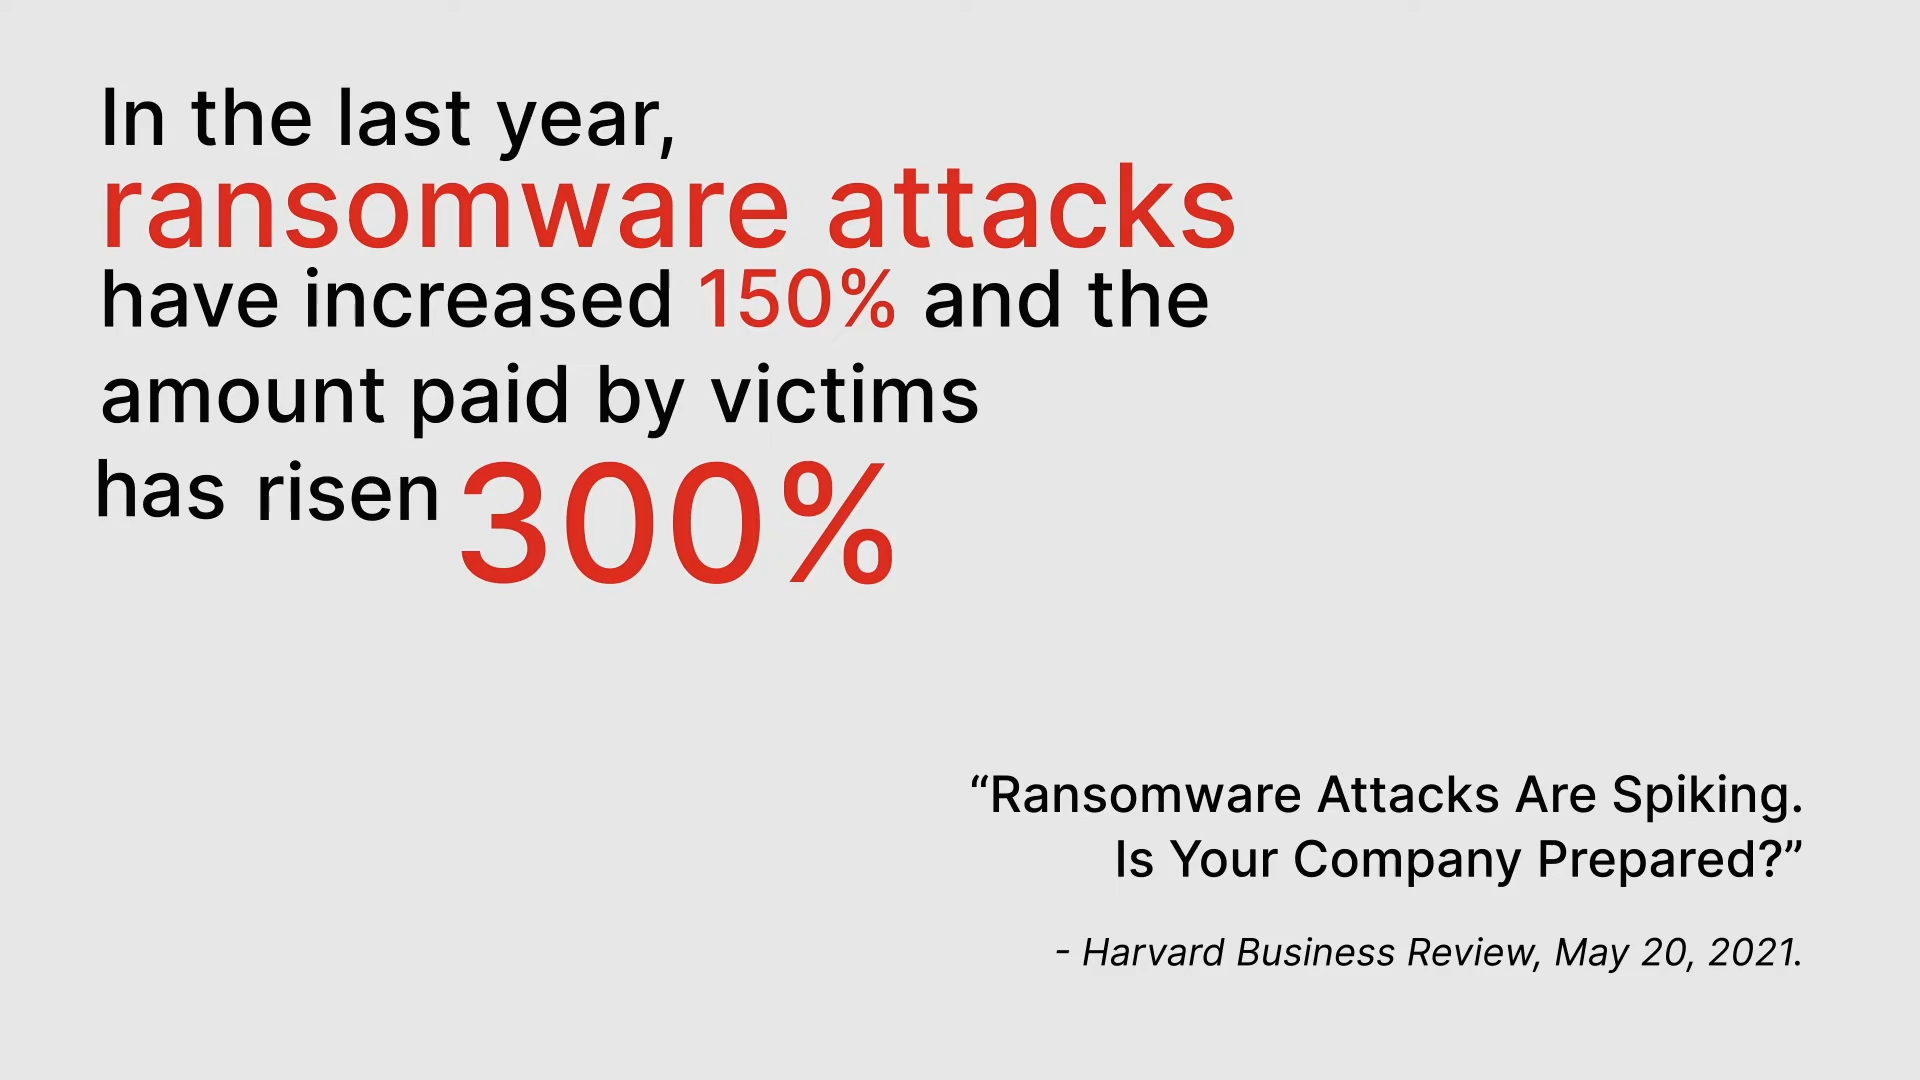 In the last year,
ransomware attacks
have increased 150% and the
amount paid by victims
has risen 300%
“Ransomware Attacks Are Spiking.
Is Your Company Prepared?”
- Harvard Business Review, May 20, 2021.